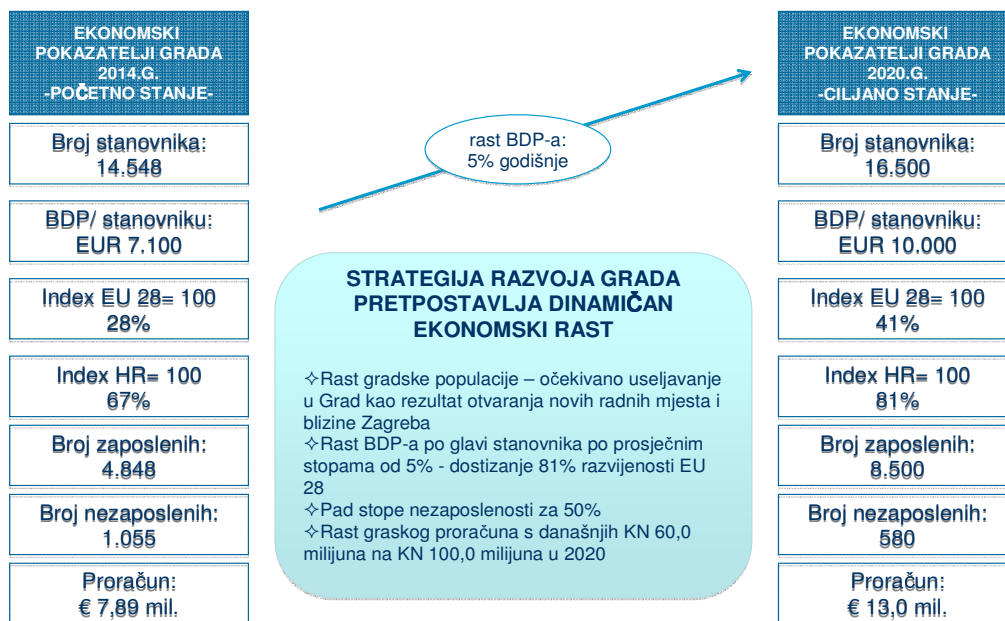 EKONOMSKI
POKAZATELJI GRADA
2014.G.
-POČETNO STANJE-
Broj stanovnika:
14.548
BDP/ stanovniku:
EUR 7.100
Index EU 28= 100
28%
Index HR= 100
67%
Broj zaposlenih:
4.848
Broj nezaposlenih:
1.055
Proračun:
€ 7,89 mil.
rast BDP-a:
5% godišnje
STRATEGIJA RAZVOJA GRADA
PRETPOSTAVLJA DINAMIČAN
EKONOMSKI RAST
✧Rast gradske populacije – očekivano useljavanje
u Grad kao rezultat otvaranja novih radnih mjesta i
blizine Zagreba
✧Rast BDP-a po glavi stanovnika po prosječnim
stopama od 5% - dostizanje 81% razvijenosti EU
28
✧Pad stope nezaposlenosti za 50%
✧Rast graskog proračuna s današnjih KN 60,0
milijuna na KN 100,0 milijuna u 2020
EKONOMSKI
POKAZATELJI GRADA
2020.G.
-CILJANO STANJE-
Broj stanovnika:
16.500
BDP/ stanovniku:
EUR 10.000
Index EU 28= 100
41%
Index HR= 100
81%
Broj zaposlenih:
8.500
Broj nezaposlenih:
580
Proračun:
€ 13,0 mil.